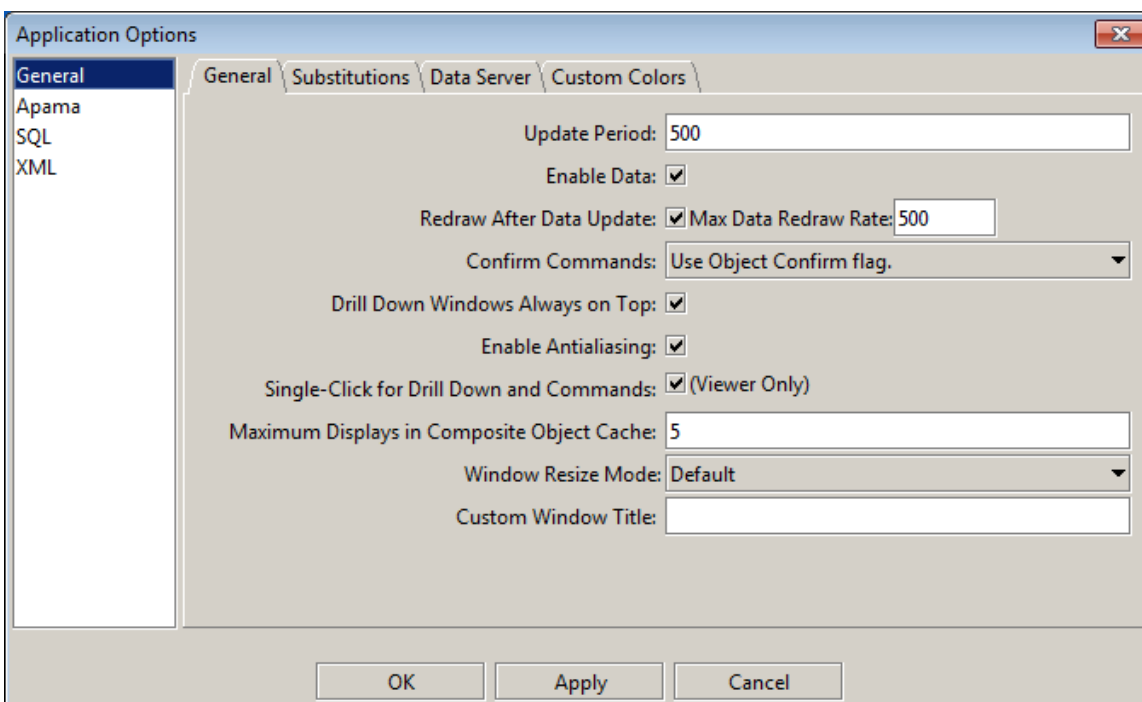 Application Options
General
Apama
SQL
XML
General Substitutions Data Server Custom Colors
Update Period: 500
Enable Data:
Redraw After Data Update: Max Data Redraw Rate: 500
Confirm Commands: Use Object Confirm flag.
Drill Down Windows Always on Top:
Enable Antialiasing:
Single-Click for Drill Down and Commands: (Viewer Only)
Maximum Displays in Composite Object Cache: 5
Window Resize Mode: Default
Custom Window Title:
OK Apply Cancel